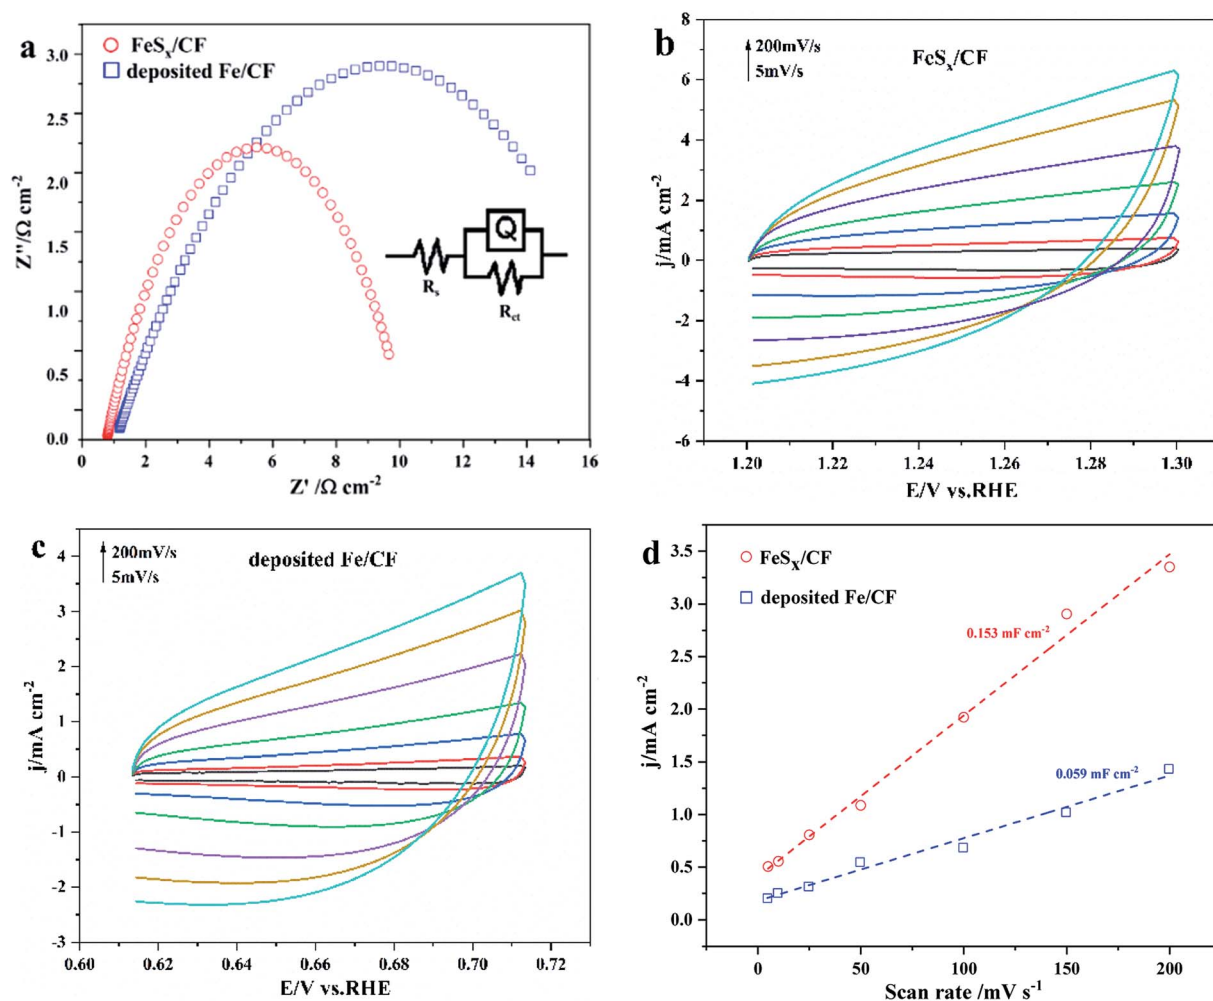 a
FeSx/CF
deposited Fe/CF
3.0
2.5
2.0
1.5
1.0
0.5
0.0
Z''/Ω cm-2
0 2 4 6 8 10 12 14 16
Z' /Ω cm-2
Q
Rs
Rct
b
200mV/s
5mV/s
FeSx/CF
6
4
2
0
-2
-4
-6
j/mA cm-2
1.20 1.22 1.24 1.26 1.28 1.30
E/V vs.RHE
c
200mV/s
5mV/s
deposited Fe/CF
4
3
2
1
0
-1
-2
-3
j/mA cm-2
0.60 0.62 0.64 0.66 0.68 0.70 0.72
E/V vs.RHE
d
FeSx/CF
deposited Fe/CF
3.5
3.0
2.5
2.0
1.5
1.0
0.5
0.0
j/mA cm-2
0.153 mF cm-2
0.059 mF cm-2
0 50 100 150 200
Scan rate /mV s-1